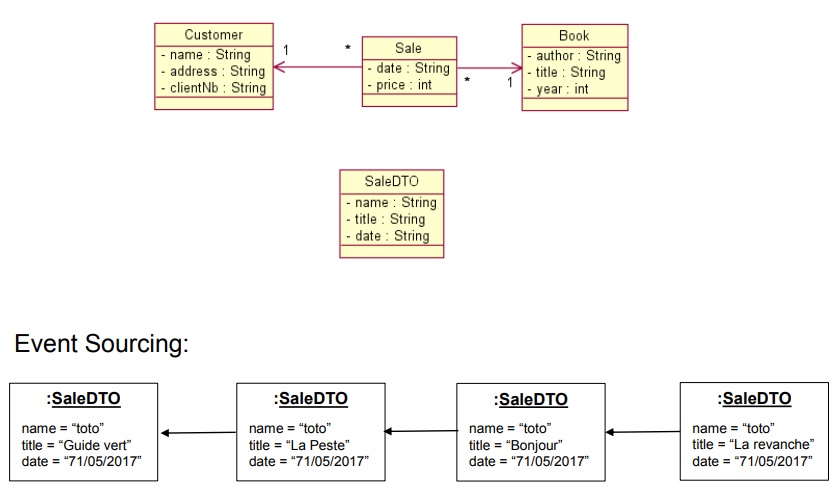 Customer
- name : String
- address : String
- clientNb : String
1
*
Sale
- date : String
- price : int
*
1
Book
- author : String
- title : String
- year : int
SaleDTO
- name : String
- title : String
- date : String
Event Sourcing:
:SaleDTO
name = “toto”
title = “Guide vert”
date = “71/05/2017”
:SaleDTO
name = “toto”
title = “La Peste”
date = “71/05/2017”
:SaleDTO
name = “toto”
title = “Bonjour”
date = “71/05/2017”
:SaleDTO
name = “toto”
title = “La revanche”
date = “71/05/2017”